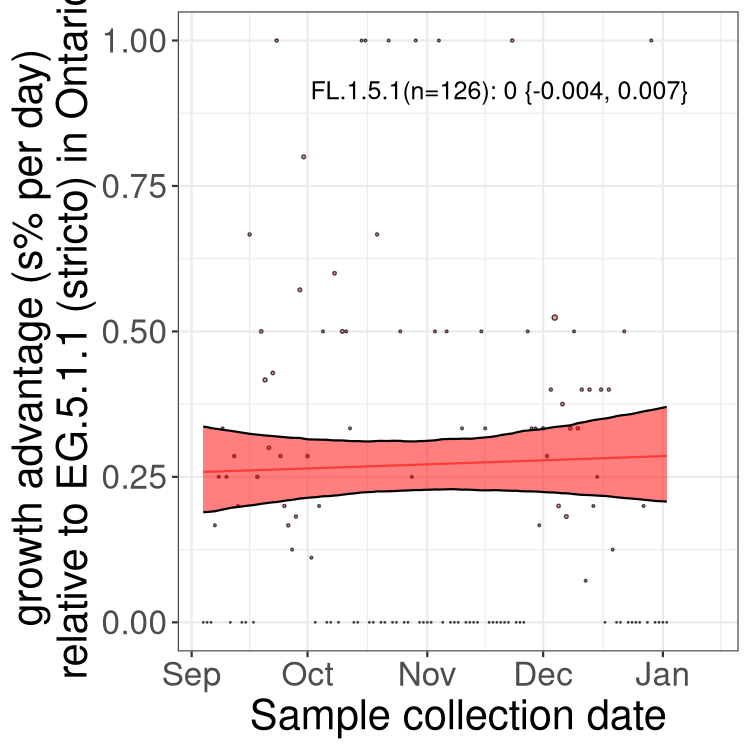 growth advantage (s% per day)
relative to EG.5.1.1 (stricto) in Ontario
1.00
0.75
0.50
0.25
0.00
FL.1.5.1(n=126): 0 {-0.004, 0.007}
Sep Oct Nov Dec Jan
Sample collection date